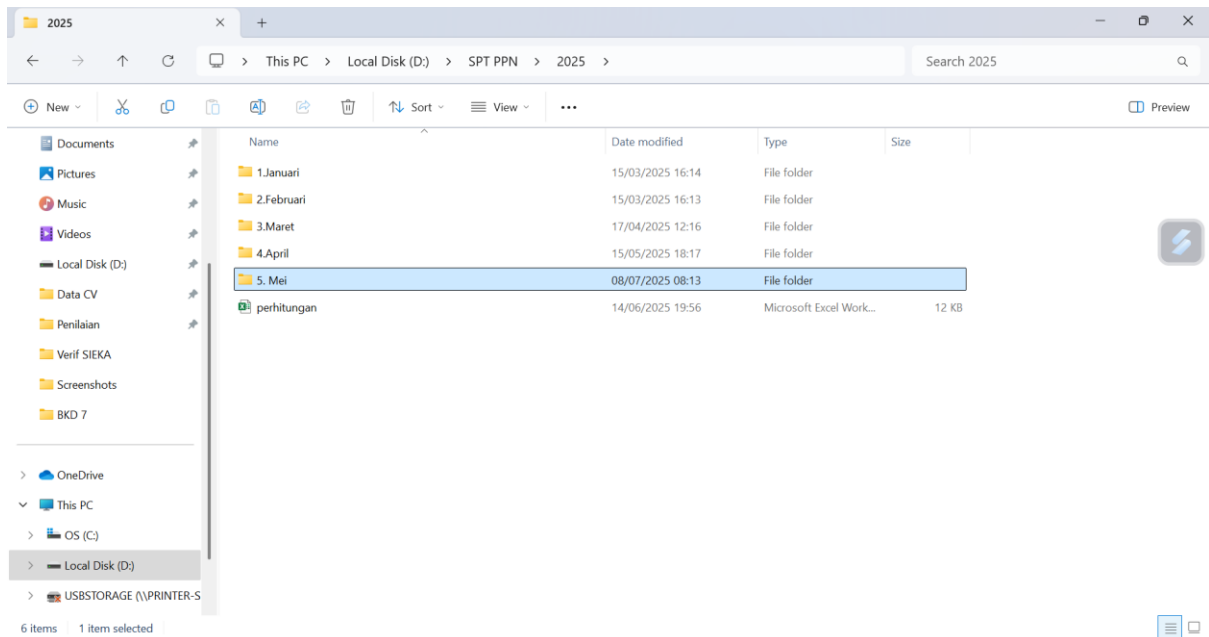 2025
This PC > Local Disk (D:) > SPT PPN > 2025 >
Search 2025
New
Sort
View
Preview
Documents
Pictures
Music
Videos
Local Disk (D:)
Data CV
Penilaian
Verif SIEKA
Screenshots
BKD 7
OneDrive
This PC
OS (C:)
Local Disk (D:)
USBSTORAGE (\\PRINTER-S
Name Date modified Type Size
1.Januari 15/03/2025 16:14 File folder
2.Februari 15/03/2025 16:13 File folder
3.Maret 17/04/2025 12:16 File folder
4.April 15/05/2025 18:17 File folder
5. Mei 08/07/2025 08:13 File folder
perhitungan 14/06/2025 19:56 Microsoft Excel Work... 12 KB
6 items 1 item selected